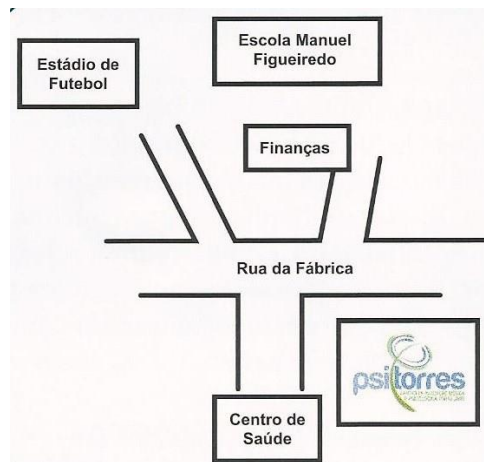 Escola Manuel
Figueiredo
Estádio de
Futebol
Finanças
Rua da Fábrica
psitorres
Centro de
Saúde